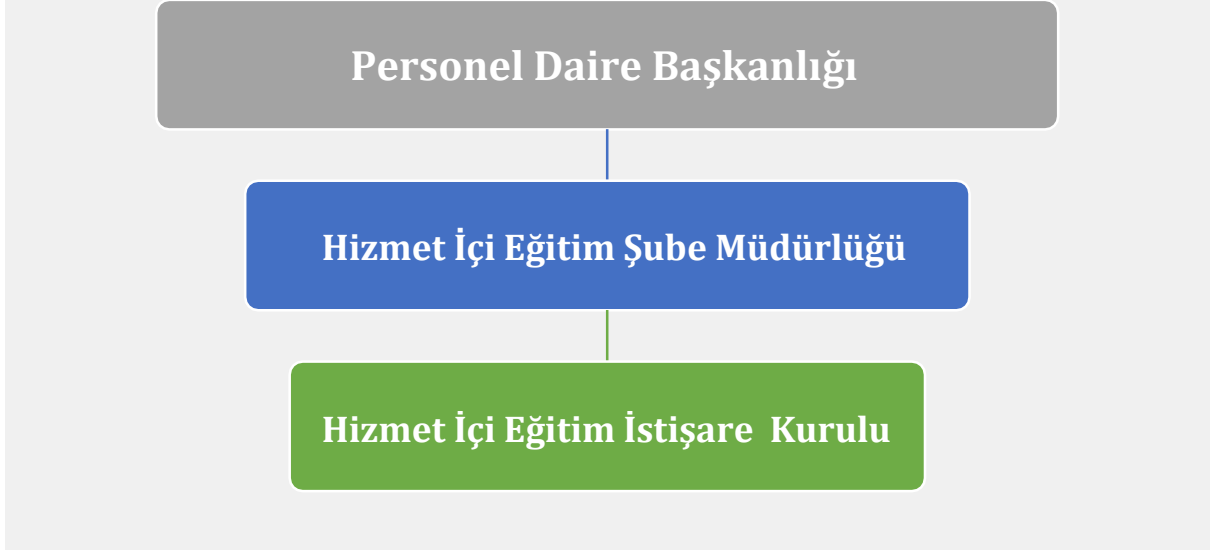 Personel Daire Başkanlığı
Hizmet İçi Eğitim Şube Müdürlüğü
Hizmet İçi Eğitim İstişare  Kurulu